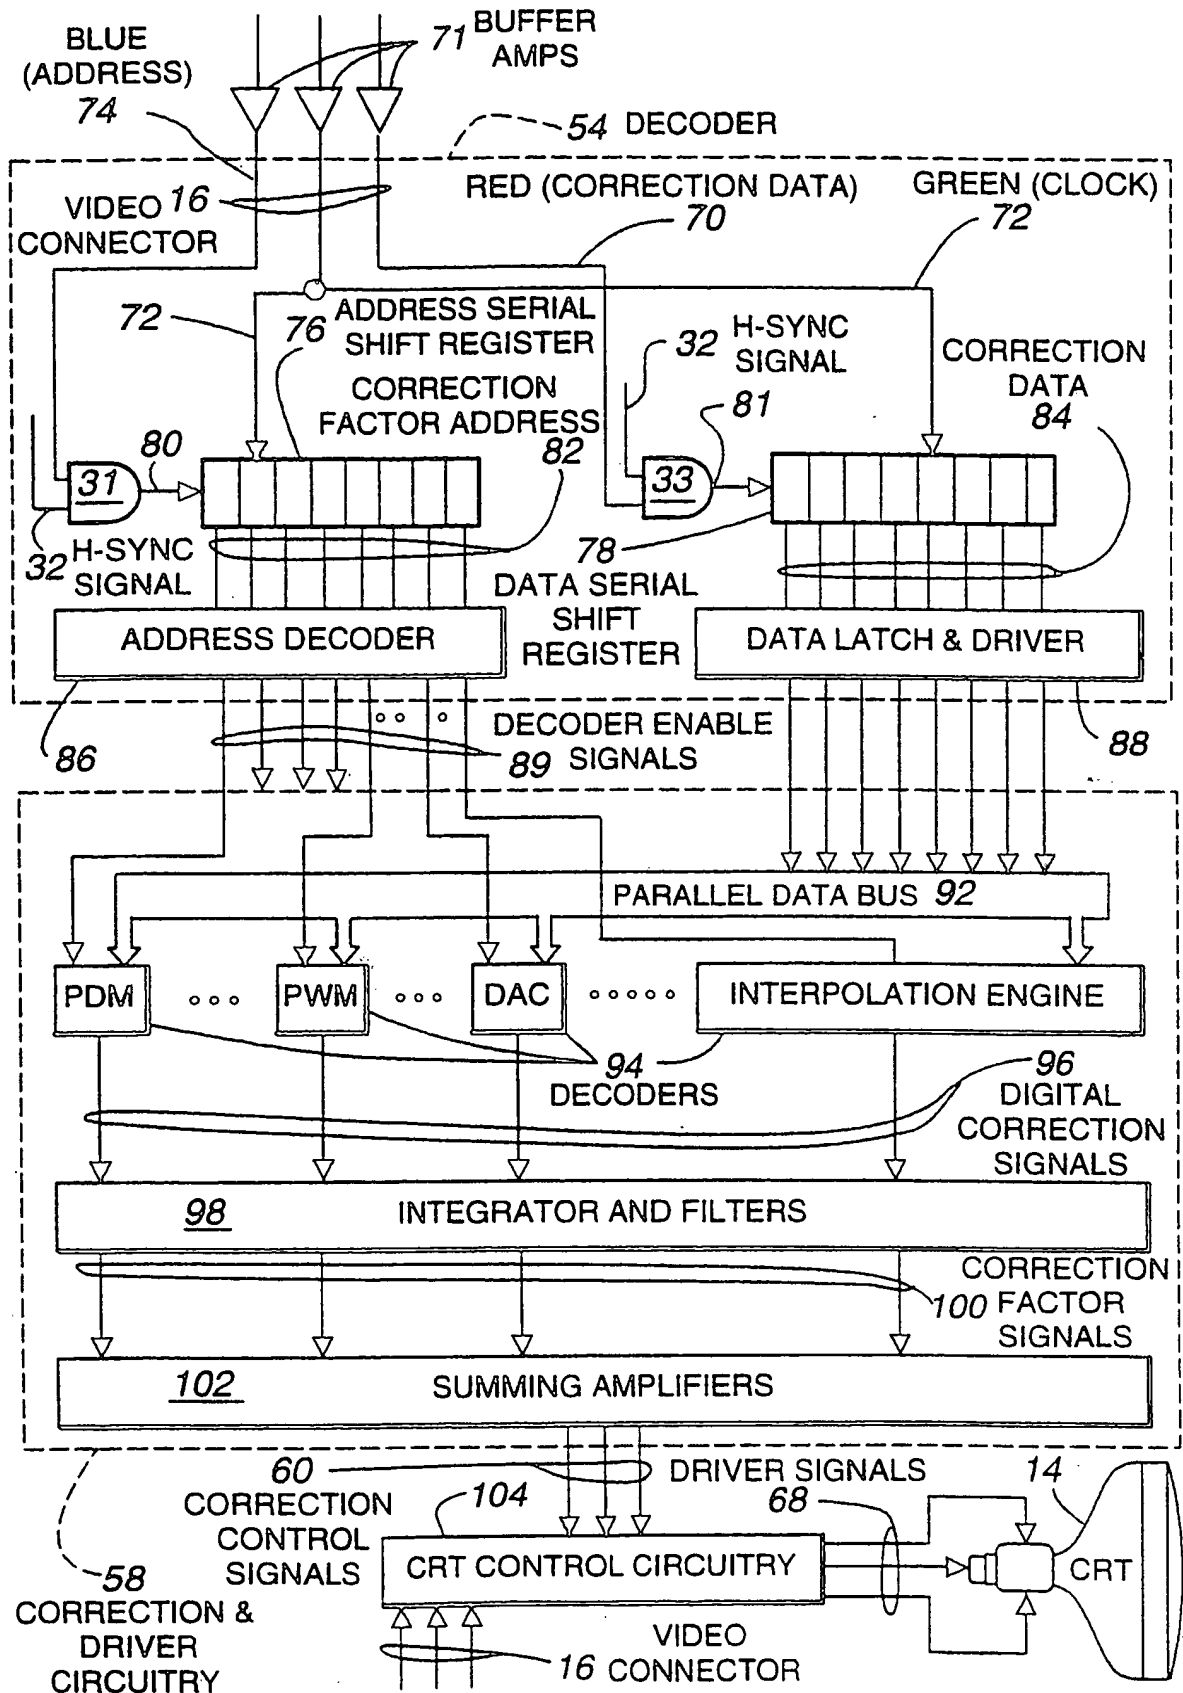 BLUE
(ADDRESS)
74
71 BUFFER
AMPS
54 DECODER
VIDEO 16
CONNECTOR
RED (CORRECTION DATA)
70
GREEN (CLOCK)
72
72
76 ADDRESS SERIAL
SHIFT REGISTER
CORRECTION
FACTOR ADDRESS
82
32 H-SYNC
SIGNAL
81
CORRECTION
DATA
84
80
31
33
32 H-SYNC
SIGNAL
78
DATA SERIAL
SHIFT
REGISTER
ADDRESS DECODER
DATA LATCH & DRIVER
86
DECODER ENABLE
89 SIGNALS
88
PARALLEL DATA BUS 92
PDM
PWM
DAC
INTERPOLATION ENGINE
94
DECODERS
96
DIGITAL
CORRECTION
SIGNALS
98 INTEGRATOR AND FILTERS
CORRECTION
100 FACTOR
SIGNALS
102 SUMMING AMPLIFIERS
60
CORRECTION
CONTROL
SIGNALS
104
DRIVER SIGNALS
68
14
CRT CONTROL CIRCUITRY
CRT
58
CORRECTION &
DRIVER
CIRCUITRY
16 VIDEO
CONNECTOR